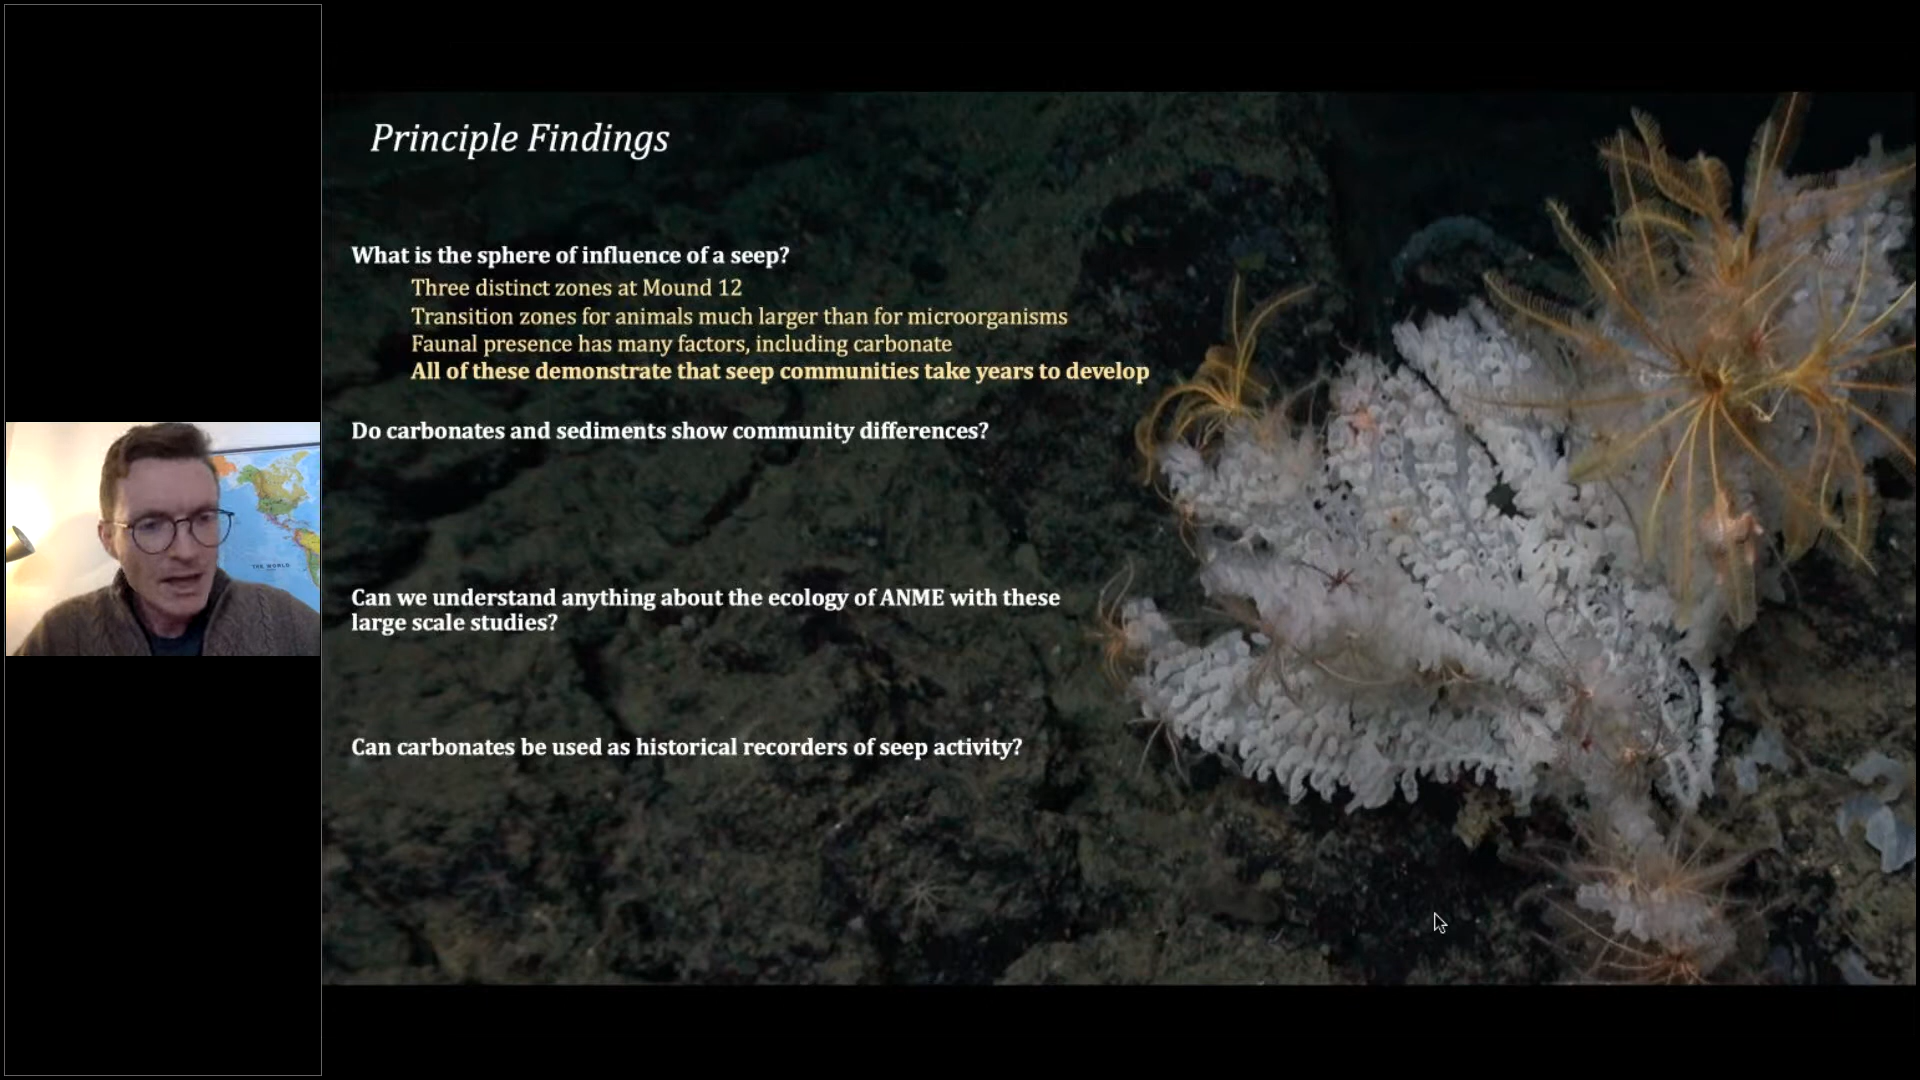 Principle Findings
What is the sphere of influence of a seep?
Three distinct zones at Mound 12
Transition zones for animals much larger than for microorganisms
Faunal presence has many factors, including carbonate
All of these demonstrate that seep communities take years to develop
Do carbonates and sediments show community differences?
THE WORLD
Can we understand anything about the ecology of ANME with these
large scale studies?
Can carbonates be used as historical recorders of seep activity?